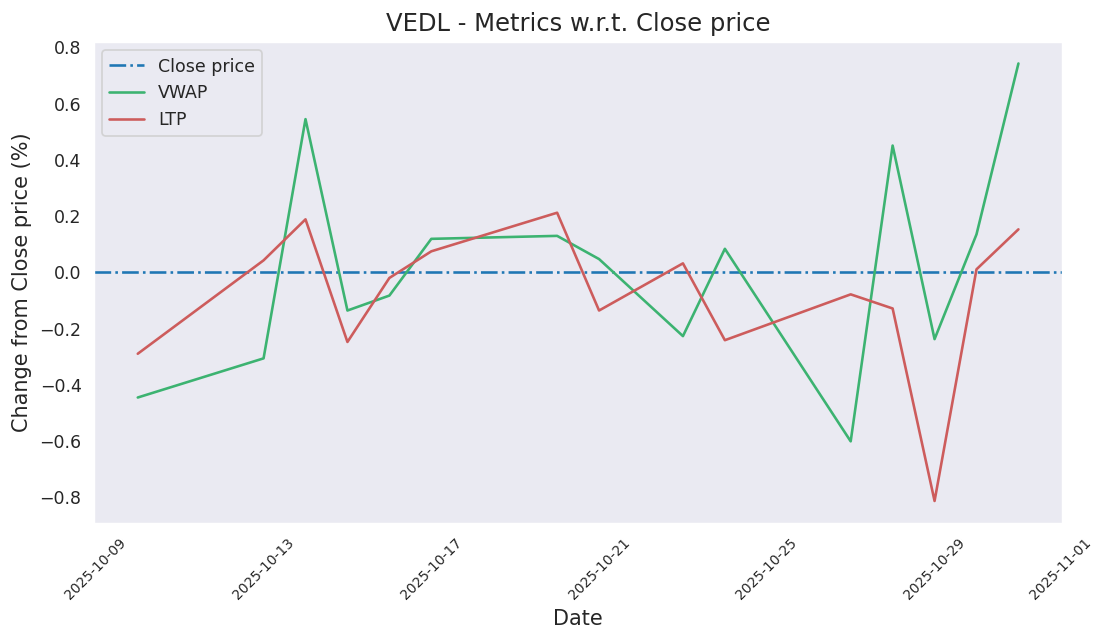 VEDL - Metrics w.r.t. Close price
Close price
VWAP
LTP
Change from Close price (%)
0.8
0.6
0.4
0.2
0.0
−0.2
−0.4
−0.6
−0.8
2025-10-09
2025-10-13
2025-10-17
2025-10-21
2025-10-25
2025-10-29
2025-11-01
Date